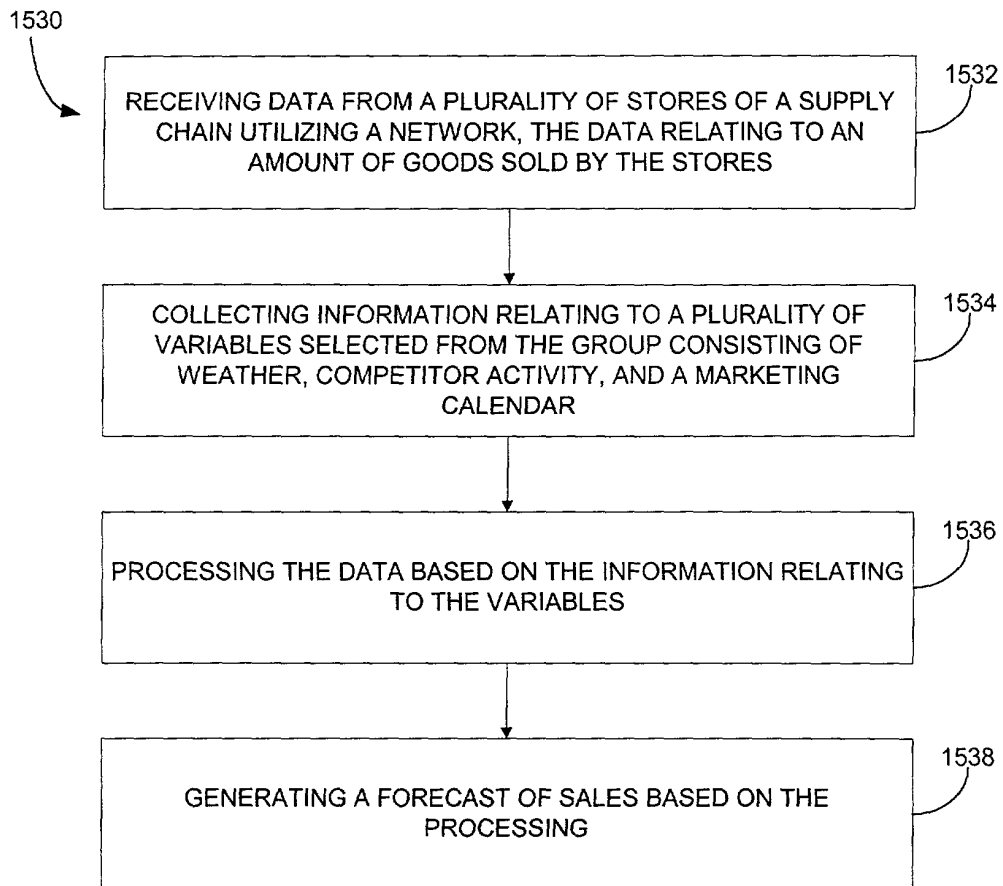 1530
1532
RECEIVING DATA FROM A PLURALITY OF STORES OF A SUPPLY
CHAIN UTILIZING A NETWORK, THE DATA RELATING TO AN
AMOUNT OF GOODS SOLD BY THE STORES
1534
COLLECTING INFORMATION RELATING TO A PLURALITY OF
VARIABLES SELECTED FROM THE GROUP CONSISTING OF
WEATHER, COMPETITOR ACTIVITY, AND A MARKETING
CALENDAR
1536
PROCESSING THE DATA BASED ON THE INFORMATION RELATING
TO THE VARIABLES
1538
GENERATING A FORECAST OF SALES BASED ON THE
PROCESSING